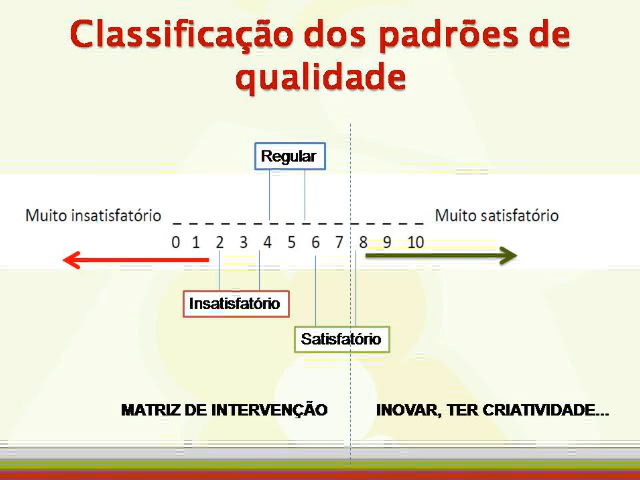 Classificação dos padrões de
qualidade
Regular
Muito insatisfatório
Muito satisfatório
0 1 2 3 4 5 6 7 8 9 10
Insatisfatório
Satisfatório
MATRIZ DE INTERVENÇÃO
INOVAR, TER CRIATIVIDADE...